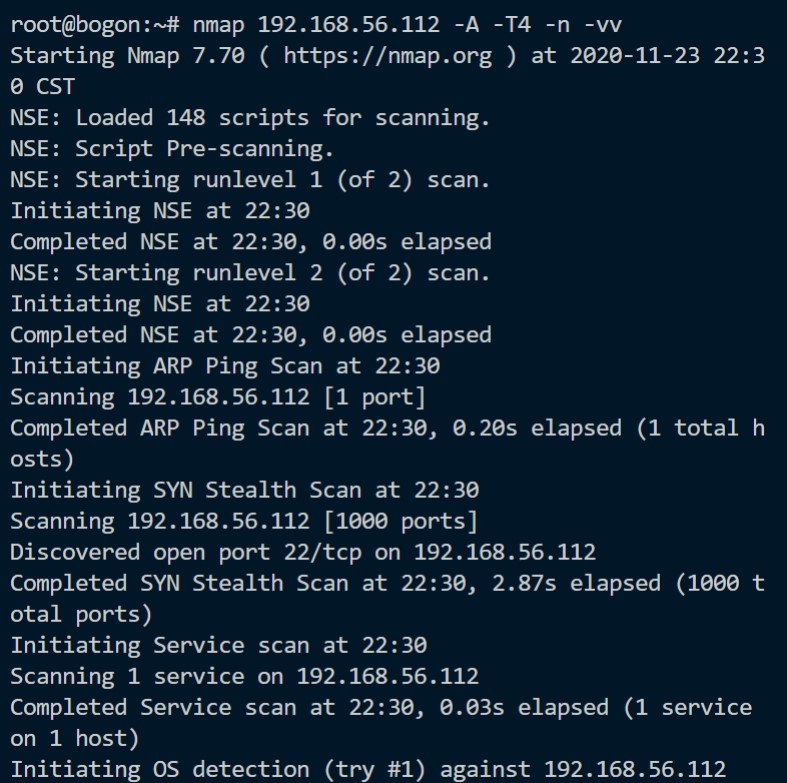 root@bogon:~# nmap 192.168.56.112 -A -T4 -n -vv
Starting Nmap 7.70 ( https://nmap.org ) at 2020-11-23 22:3
0 CST
NSE: Loaded 148 scripts for scanning.
NSE: Script Pre-scanning.
NSE: Starting runlevel 1 (of 2) scan.
Initiating NSE at 22:30
Completed NSE at 22:30, 0.00s elapsed
NSE: Starting runlevel 2 (of 2) scan.
Initiating NSE at 22:30
Completed NSE at 22:30, 0.00s elapsed
Initiating ARP Ping Scan at 22:30
Scanning 192.168.56.112 [1 port]
Completed ARP Ping Scan at 22:30, 0.20s elapsed (1 total h
osts)
Initiating SYN Stealth Scan at 22:30
Scanning 192.168.56.112 [1000 ports]
Discovered open port 22/tcp on 192.168.56.112
Completed SYN Stealth Scan at 22:30, 2.87s elapsed (1000 t
otal ports)
Initiating Service scan at 22:30
Scanning 1 service on 192.168.56.112
Completed Service scan at 22:30, 0.03s elapsed (1 service
on 1 host)
Initiating OS detection (try #1) against 192.168.56.112